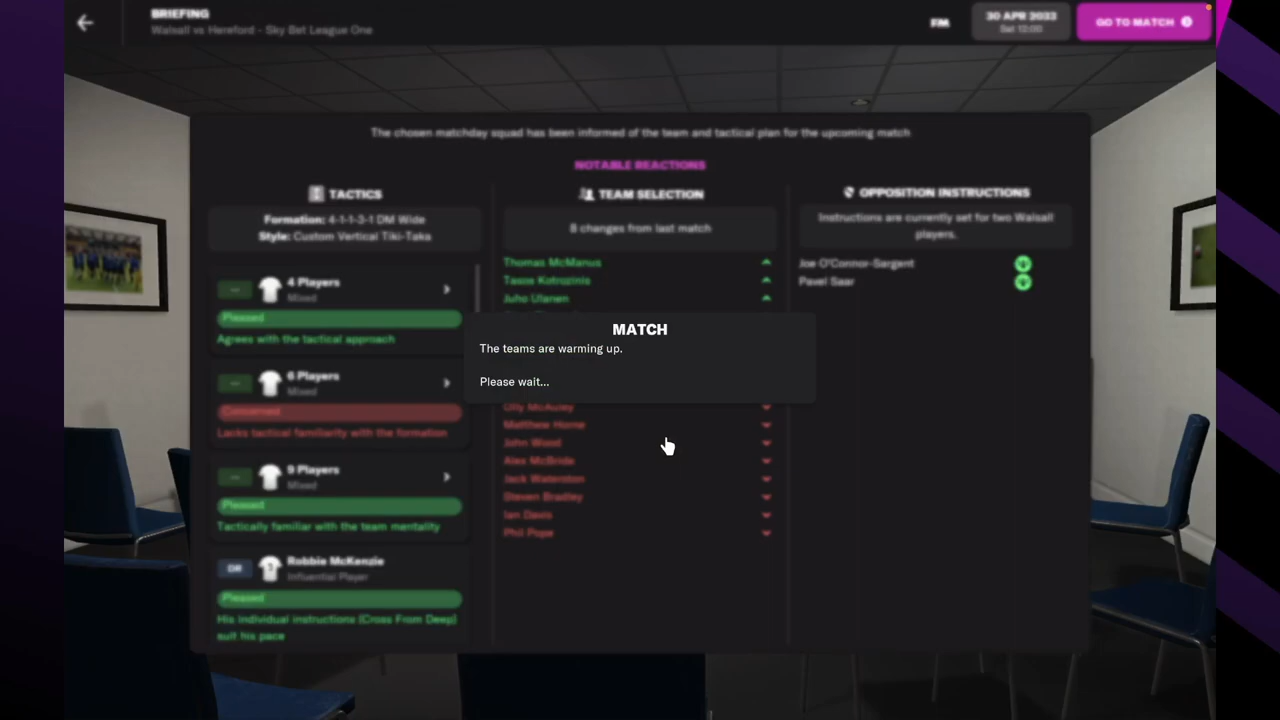 BRIEFING
Walsall vs Hereford - Sky Bet League One
FM
30 APR 2033
Sat 12:00
GO TO MATCH
The chosen matchday squad has been informed of the team and tactical plan for the upcoming match
NOTABLE REACTIONS
TACTICS
Formation: 4-1-1-3-1 DM Wide
Style: Custom Vertical Tiki-Taka
4 Players
Mixed
Pleased
Agrees with the tactical approach
6 Players
Mixed
Concerned
Lacks tactical familiarity with the formation
9 Players
Mixed
Pleased
Tactically familiar with the team mentality
DR
Robbie McKenzie
Influential Player
Pleased
His individual instructions (Cross From Deep)
suit his pace
TEAM SELECTION
8 changes from last match
Thomas McManus
Tasos Kotrozinis
Juho Ulanen
MATCH
The teams are warming up.
Please wait...
Olly McAuley
Matthew Horne
John Wood
Alex McBride
Jack Waterston
Steven Bradley
Ian Davis
Phil Pope
OPPOSITION INSTRUCTIONS
Instructions are currently set for two Walsall
players.
Joe O'Connor-Sargent
Pavel Saar